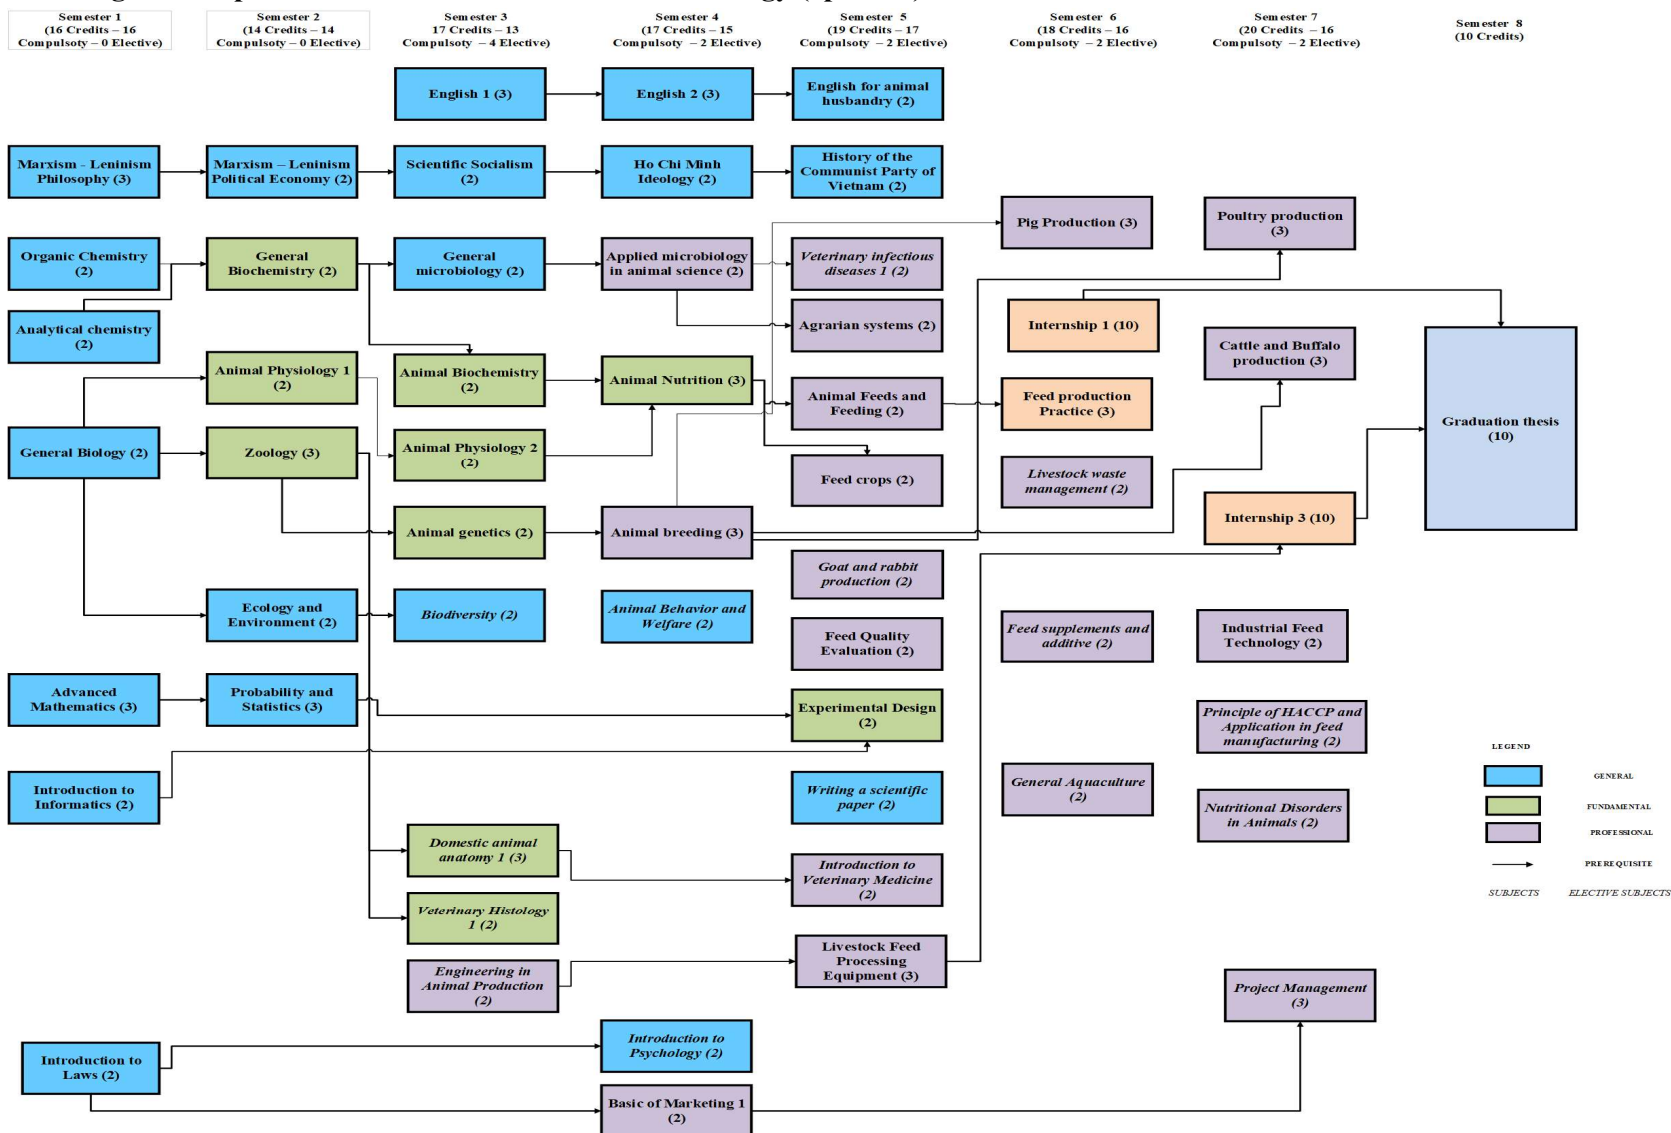 Semester 1
(16 Credits – 16
Compulsoty – 0 Elective)
Semester 2
(14 Credits – 14
Compulsoty – 0 Elective)
Semester 3
17 Credits – 13
Compulsoty – 4 Elective)
Semester 4
(17 Credits – 15
Compulsoty – 2 Elective)
Semester 5
(19 Credits – 17
Compulsoty – 2 Elective)
Semester 6
(18 Credits – 16
Compulsoty – 2 Elective)
Semester 7
(20 Credits – 16
Compulsoty – 2 Elective)
Semester 8
(10 Credits)
English 1 (3)
English 2 (3)
English for animal
husbandry (2)
Marxism - Leninism
Philosophy (3)
Marxism – Leninism
Political Economy (2)
Scientific Socialism
(2)
Ho Chi Minh
Ideology (2)
History of the
Communist Party of
Vietnam (2)
Pig Production (3)
Poultry production
(3)
Organic Chemistry
(2)
General
Biochemistry (2)
General
microbiology (2)
Applied microbiology
in animal science (2)
Veterinary infectious
diseases 1 (2)
Analytical chemistry
(2)
Agrarian systems (2)
Internship 1 (10)
Cattle and Buffalo
production (3)
Animal Physiology 1
(2)
Animal Biochemistry
(2)
Animal Nutrition (3)
Animal Feeds and
Feeding (2)
Feed production
Practice (3)
Graduation thesis
(10)
General Biology (2)
Zoology (3)
Animal Physiology 2
(2)
Feed crops (2)
Livestock waste
management (2)
Animal genetics (2)
Animal breeding (3)
Internship 3 (10)
Goat and rabbit
production (2)
Ecology and
Environment (2)
Biodiversity (2)
Animal Behavior and
Welfare (2)
Feed Quality
Evaluation (2)
Feed supplements and
additive (2)
Industrial Feed
Technology (2)
Advanced
Mathematics (3)
Probability and
Statistics (3)
Experimental Design
(2)
Principle of HACCP and
Application in feed
manufacturing (2)
Introduction to
Informatics (2)
Writing a scientific
paper (2)
General Aquaculture
(2)
Nutritional Disorders
in Animals (2)
LEGEND
GENERAL
FUNDAMENTAL
PROFESSIONAL
PREREQUISITE
SUBJECTS
ELECTIVE SUBJECTS
Domestic animal
anatomy 1 (3)
Introduction to
Veterinary Medicine
(2)
Veterinary Histology
1 (2)
Engineering in
Animal Production
(2)
Livestock Feed
Processing
Equipment (3)
Project Management
(3)
Introduction to
Laws (2)
Introduction to
Psychology (2)
Basic of Marketing 1
(2)